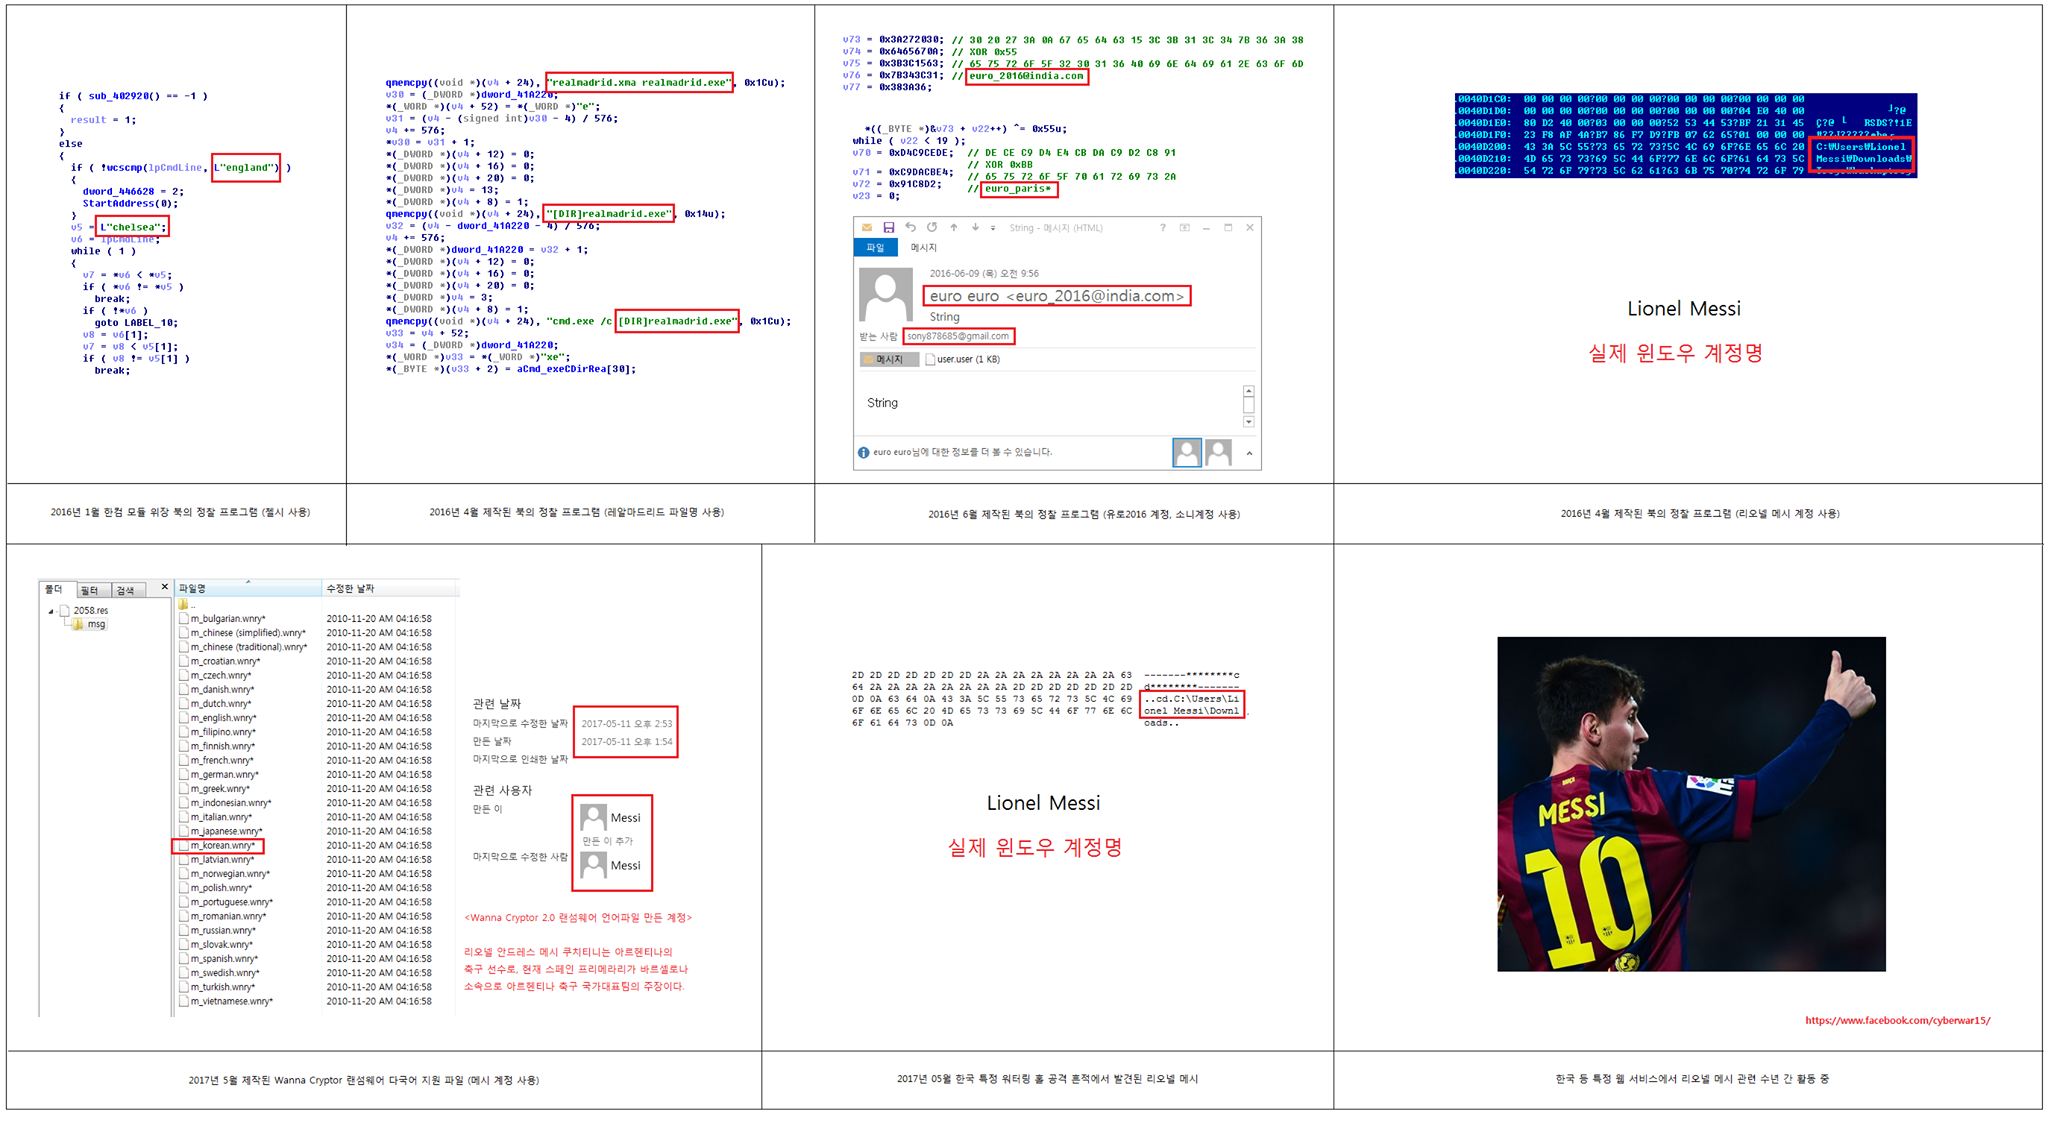 if ( sub_402920() == -1 )
{
result = 1;
}
else
{
if ( !wcscmp(lpCmdLine, L"england") )
{
dword_446628 = 2;
StartAddress(0);
}
v5 = L"chelsea";
v6 = lpCmdLine;
while ( 1 )
{
v7 = *v6 < *v5;
if ( *v6 != *v5 )
break;
if ( !*v6 )
goto LABEL_10;
v8 = v6[1];
v7 = v8 < v5[1];
if ( v8 != v5[1] )
break;
2016년 1월 한컴 모듈 위장 북의 정찰 프로그램 (첼시 사용)
qmemcpy((void *)(v4 + 24), "realmadrid.xma realmadrid.exe", 0x1Cu);
v30 = (_DWORD *)dword_41A220;
*(_WORD *)(v4 + 52) = *(_WORD *)"e";
v31 = (v4 - (signed int)v30 - 4) / 576;
v4 += 576;
*v30 = v31 + 1;
*(_DWORD *)(v4 + 12) = 0;
*(_DWORD *)(v4 + 16) = 0;
*(_DWORD *)(v4 + 20) = 0;
*(_DWORD *)v4 = 13;
*(_DWORD *)(v4 + 8) = 1;
qmemcpy((void *)(v4 + 24), "[DIR]realmadrid.exe", 0x14u);
v32 = (v4 - dword_41A220 - 4) / 576;
v4 += 576;
*(_DWORD *)dword_41A220 = v32 + 1;
*(_DWORD *)(v4 + 12) = 0;
*(_DWORD *)(v4 + 16) = 0;
*(_DWORD *)(v4 + 20) = 0;
*(_DWORD *)v4 = 3;
*(_DWORD *)(v4 + 8) = 1;
qmemcpy((void *)(v4 + 24), "cmd.exe /c [DIR]realmadrid.exe", 0x1Cu);
v33 = v4 + 52;
v34 = (_DWORD *)dword_41A220;
*(_WORD *)v33 = *(_WORD *)"xe";
*(_BYTE *)(v33 + 2) = aCmd_exeCDirRea[30];
2016년 4월 제작된 북의 정찰 프로그램 (레알마드리드 파일명 사용)
v73 = 0x3A272030; // 30 20 27 3A 0A 67 65 64 63 15 3C 3B 31 3C 34 7B 36 3A 38
v74 = 0x6465670A; // XOR 0x55
v75 = 0x3B3C1563; // 65 75 72 6F 5F 32 30 31 36 40 69 6E 64 69 61 2E 63 6F 6D
v76 = 0x7B343C31; // euro_2016@india.com
v77 = 0x383A36;
*((_BYTE *)&v73 + v22++) ^= 0x55u;
while ( v22 < 19 );
v70 = 0xD4C9CEDE; // DE CE C9 D4 E4 CB DA C9 D2 C8 91
// XOR 0xBB
v71 = 0xC9DACBE4; // 65 75 72 6F 5F 70 61 72 69 73 2A
v72 = 0x91C8D2; // euro_paris*
v23 = 0;
String - 메시지 (HTML)
파일 메시지
2016-06-09 (목) 오전 9:56
euro euro <euro_2016@india.com>
String
받는 사람 sony878685@gmail.com
메시지 user.user (1 KB)
String
euro euro님에 대한 정보를 더 볼 수 있습니다.
2016년 6월 제작된 북의 정찰 프로그램 (유로2016 계정, 소니계정 사용)
.0040D1C0: 00 00 00 00?00 00 00 00?00 00 00 00?00 00 00 00
.0040D1D0: 00 00 00 00?00 00 00 00?00 00 00 00?04 E0 40 00
.0040D1E0: 80 D2 40 00?03 00 00 00?52 53 44 53?BF 21 31 45 RSDS?!1E
.0040D1F0: 23 F8 AF 4A?B7 86 F7 D9?FB 07 62 65?01 00 00 00
.0040D200: 43 3A 5C 55?73 65 72 73?5C 4C 69 6F?6E 65 6C 20 C:₩Users₩Lionel
.0040D210: 4D 65 73 73?69 5C 44 6F?77 6E 6C 6F?61 64 73 5C Messi₩Downloads₩
.0040D220: 54 72 6F 79?73 5C 62 61?63 6B 75 70?74 72 6F 79
Lionel Messi
실제 윈도우 계정명
2016년 4월 제작된 북의 정찰 프로그램 (리오넬 메시 계정 사용)
폴더 필터 검색
2058.res
msg
파일명 수정한 날짜
..
m_bulgarian.wnry* 2010-11-20 AM 04:16:58
m_chinese (simplified).wnry* 2010-11-20 AM 04:16:58
m_chinese (traditional).wnry* 2010-11-20 AM 04:16:58
m_croatian.wnry* 2010-11-20 AM 04:16:58
m_czech.wnry* 2010-11-20 AM 04:16:58
m_danish.wnry* 2010-11-20 AM 04:16:58
m_dutch.wnry* 2010-11-20 AM 04:16:58
m_english.wnry* 2010-11-20 AM 04:16:58
m_filipino.wnry* 2010-11-20 AM 04:16:58
m_finnish.wnry* 2010-11-20 AM 04:16:58
m_french.wnry* 2010-11-20 AM 04:16:58
m_german.wnry* 2010-11-20 AM 04:16:58
m_greek.wnry* 2010-11-20 AM 04:16:58
m_indonesian.wnry* 2010-11-20 AM 04:16:58
m_italian.wnry* 2010-11-20 AM 04:16:58
m_japanese.wnry* 2010-11-20 AM 04:16:58
m_korean.wnry* 2010-11-20 AM 04:16:58
m_latvian.wnry* 2010-11-20 AM 04:16:58
m_norwegian.wnry* 2010-11-20 AM 04:16:58
m_polish.wnry* 2010-11-20 AM 04:16:58
m_portuguese.wnry* 2010-11-20 AM 04:16:58
m_romanian.wnry* 2010-11-20 AM 04:16:58
m_russian.wnry* 2010-11-20 AM 04:16:58
m_slovak.wnry* 2010-11-20 AM 04:16:58
m_spanish.wnry* 2010-11-20 AM 04:16:58
m_swedish.wnry* 2010-11-20 AM 04:16:58
m_turkish.wnry* 2010-11-20 AM 04:16:58
m_vietnamese.wnry* 2010-11-20 AM 04:16:58
관련 날짜
마지막으로 수정한 날짜 2017-05-11 오후 2:53
만든 날짜 2017-05-11 오후 1:54
마지막으로 인쇄한 날짜
관련 사용자
만든 이 Messi
만든 이 추가
마지막으로 수정한 사람 Messi
<Wanna Cryptor 2.0 랜섬웨어 언어파일 만든 계정>
리오넬 안드레스 메시 쿠치티니는 아르헨티나의
축구 선수로, 현재 스페인 프리메라리가 바르셀로나
소속으로 아르헨티나 축구 국가대표팀의 주장이다.
2017년 5월 제작된 Wanna Cryptor 랜섬웨어 다국어 지원 파일 (메시 계정 사용)
2D 2D 2D 2D 2D 2D 2D 2A 2A 2A 2A 2A 2A 2A 2A 63 -------********c
64 2A 2A 2A 2A 2A 2A 2A 2A 2D 2D 2D 2D 2D 2D 2D d********-------
0D 0A 63 64 0A 43 3A 5C 55 73 65 72 73 5C 4C 69 ..cd.C:\Users\Li
6F 6E 65 6C 20 4D 65 73 73 69 5C 44 6F 77 6E 6C onel Messi\Downl
6F 61 64 73 0D 0A oads..
Lionel Messi
실제 윈도우 계정명
2017년 05월 한국 특정 워터링 홀 공격 흔적에서 발견된 리오넬 메시
BARÇA
MESSI
10
https://www.facebook.com/cyberwar15/
한국 등 특정 웹 서비스에서 리오넬 메시 관련 수년 간 활동 중